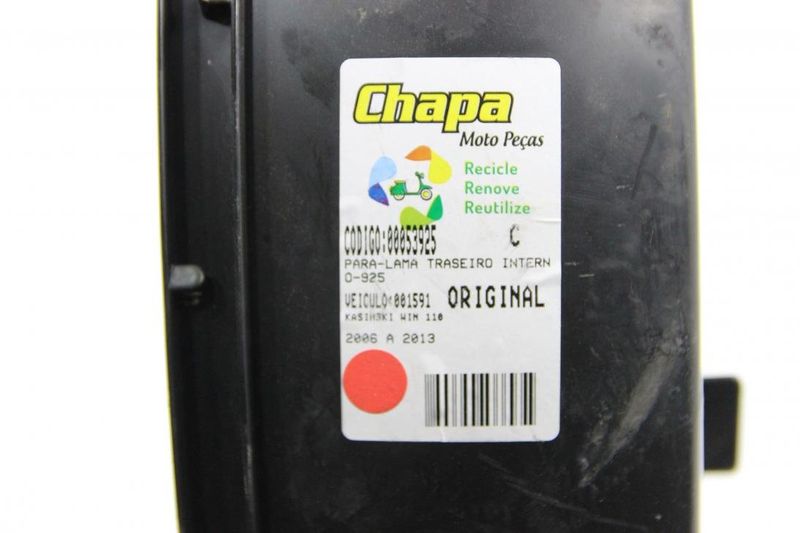 Chapa
Moto Peças
Recicle
Renove
Reutilize
CODIGO:00053925 C
PARA-LAMA TRASEIRO INTERN
O-925
VEICULO:001591 ORIGINAL
KASINSKI WIN 110
2006 A 2013